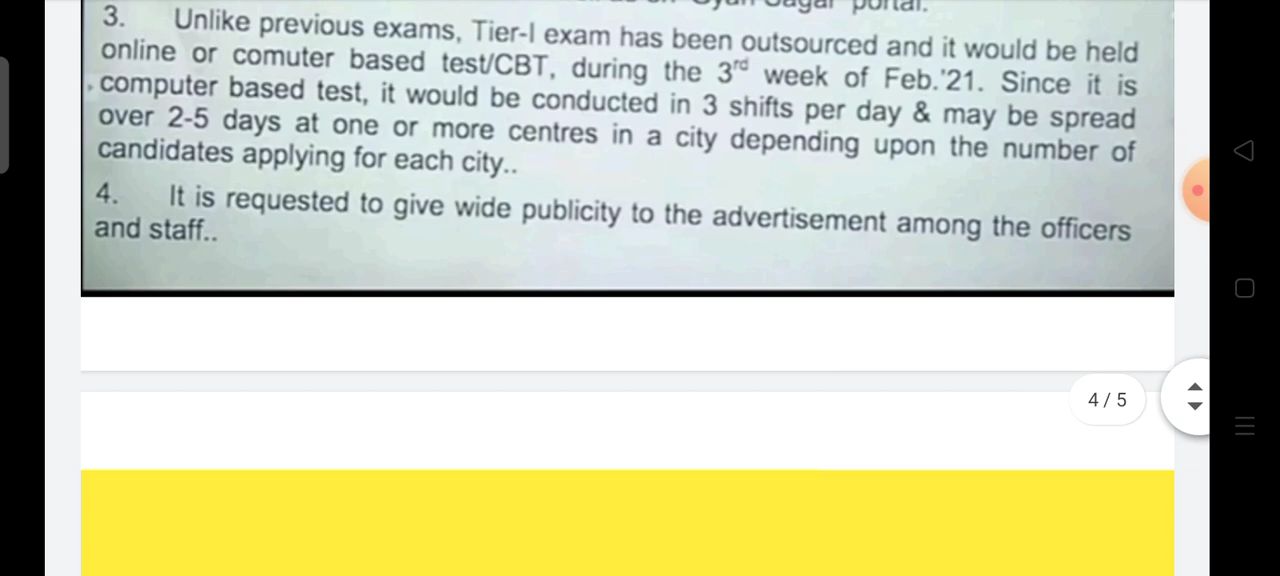 portal.
3. Unlike previous exams, Tier-I exam has been outsourced and it would be held
online or comuter based test/CBT, during the 3rd week of Feb.'21. Since it is
computer based test, it would be conducted in 3 shifts per day & may be spread
over 2-5 days at one or more centres in a city depending upon the number of
candidates applying for each city..
4. It is requested to give wide publicity to the advertisement among the officers
and staff..
4 / 5